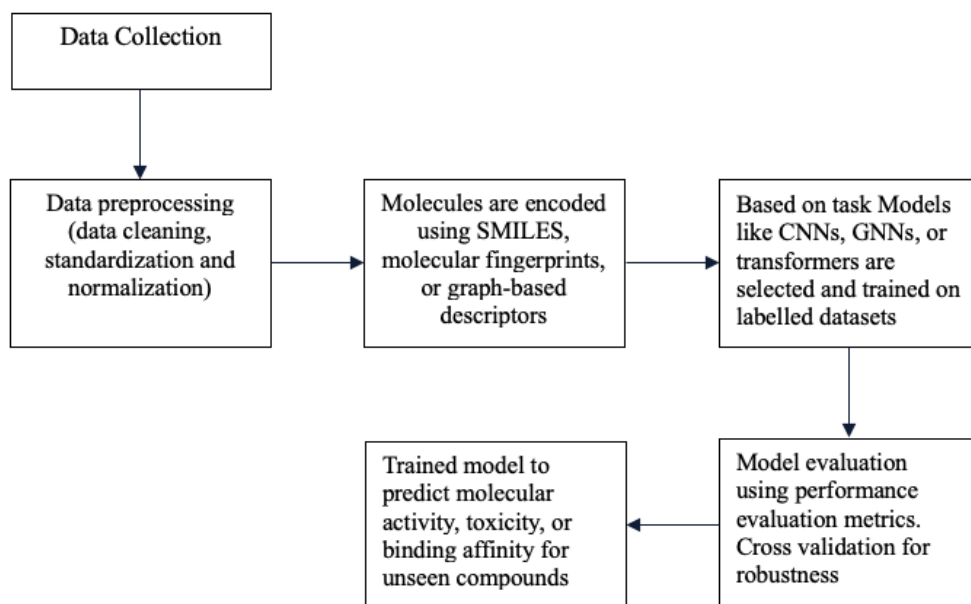 Data Collection
Data preprocessing
(data cleaning,
standardization and
normalization)
Molecules are encoded
using SMILES,
molecular fingerprints,
or graph-based
descriptors
Based on task Models
like CNNs, GNNs, or
transformers are
selected and trained on
labelled datasets
Model evaluation
using performance
evaluation metrics.
Cross validation for
robustness
Trained model to
predict molecular
activity, toxicity, or
binding affinity for
unseen compounds